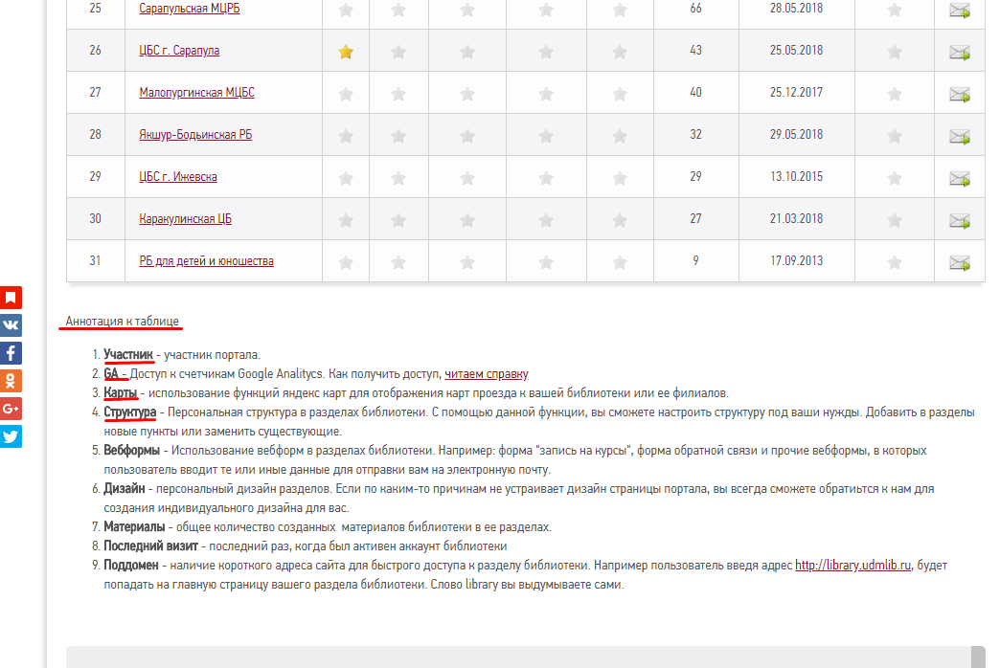 25 Сарапульская МЦРБ 66 28.05.2018
26 ЦБС г. Сарапула 43 25.05.2018
27 Малопургинская МЦБС 40 25.12.2017
28 Якшур-Бодьинская РБ 32 29.05.2018
29 ЦБС г. Ижевска 29 13.10.2015
30 Каракулинская ЦБ 27 21.03.2018
31 РБ для детей и юношества 9 17.09.2013
Аннотация к таблице
1. Участник - участник портала.
2. GA - Доступ к счетчикам Google Analitycs. Как получить доступ, читаем справку
3. Карты - использование функций яндекс карт для отображения карт проезда к вашей библиотеки или ее филиалов.
4. Структура - Персональная структура в разделах библиотеки. С помощью данной функции, вы сможете настроить структуру под ваши нужды. Добавить в разделы
новые пункты или заменить существующие.
5. Вебформы - Использование вебформ в разделах библиотеки. Например: форма "запись на курсы", форма обратной связи и прочие вебформы, в которых
пользователь вводит те или иные данные для отправки вам на электронную почту.
6. Дизайн - персональный дизайн разделов. Если по каким-то причинам не устраивает дизайн страницы портала, вы всегда сможете обратиьтся к нам для
создания индивидуального дизайна для вас.
7. Материалы - общее количество созданных материалов библиотеки в ее разделах.
8. Последний визит - последний раз, когда был активен аккаунт библиотеки
9. Поддомен - наличие короткого адреса сайта для быстрого доступа к разделу библиотеки. Например пользователь введя адрес http://library.udmlib.ru, будет
попадать на главную страницу вашего раздела библиотеки. Слово library вы выдумываете сами.